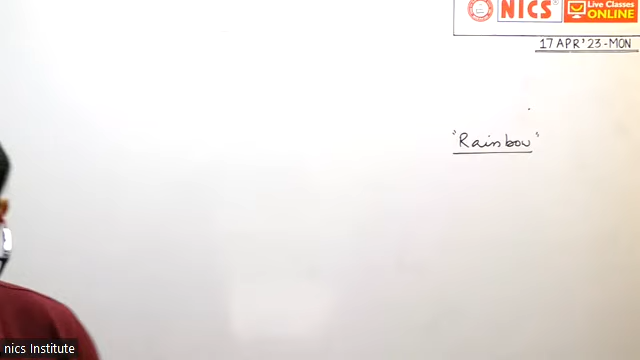 NICS
Live Classes
ONLINE
17 APR'23-MON
"Rainbow"
nics Institute